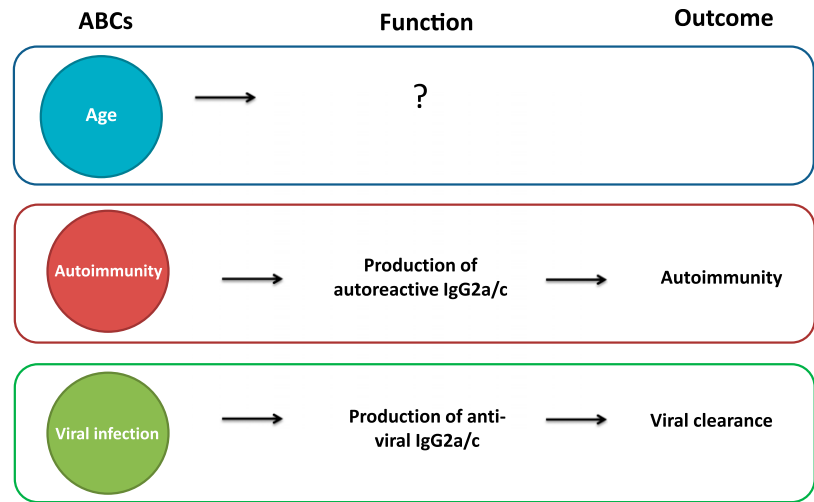 ABCs Function Outcome
Age ?
Autoimmunity
Production of
autoreactive IgG2a/c
Autoimmunity
Viral infection
Production of anti-
viral IgG2a/c
Viral clearance